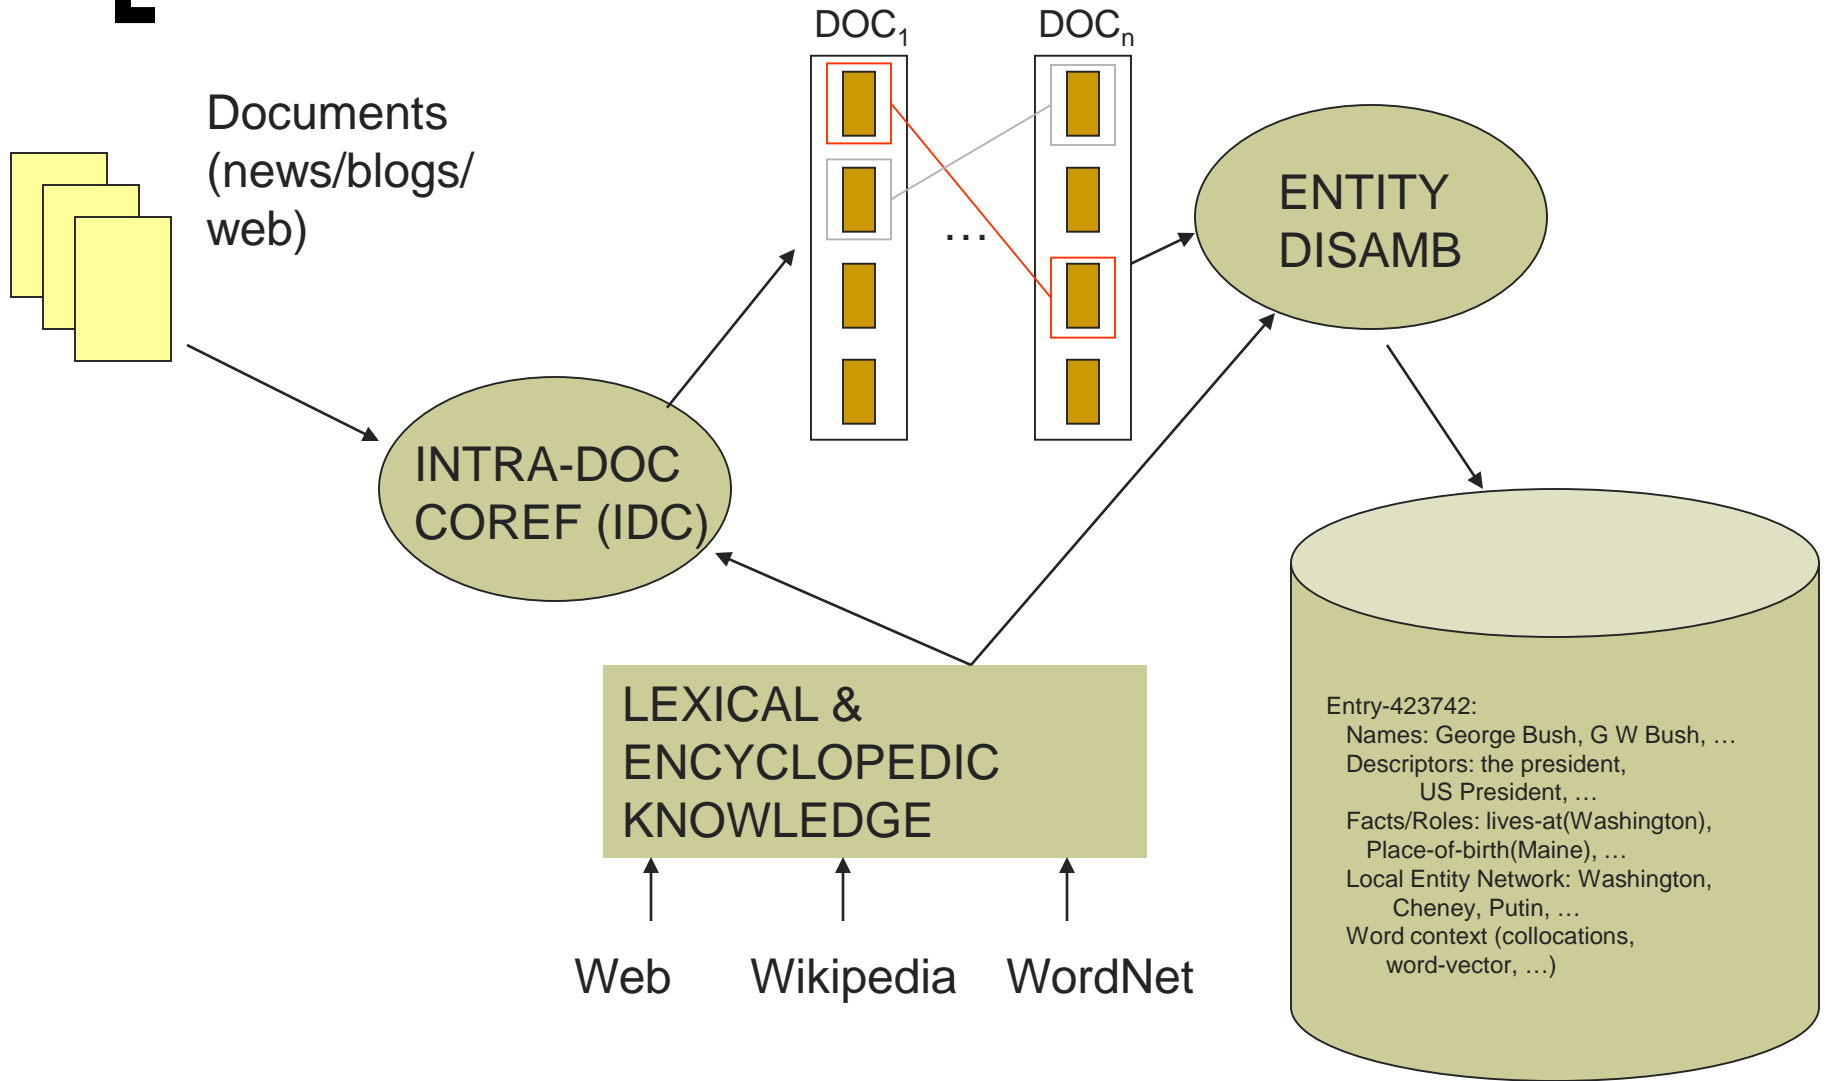 DOC1
DOCn
Documents
(news/blogs/
web)
…
ENTITY
DISAMB
INTRA-DOC
COREF (IDC)
LEXICAL &
ENCYCLOPEDIC
KNOWLEDGE
Web
Wikipedia
WordNet
Entry-423742:
Names: George Bush, G W Bush, …
Descriptors: the president,
US President, …
Facts/Roles: lives-at(Washington),
Place-of-birth(Maine), …
Local Entity Network: Washington,
Cheney, Putin, …
Word context (collocations,
word-vector, …)